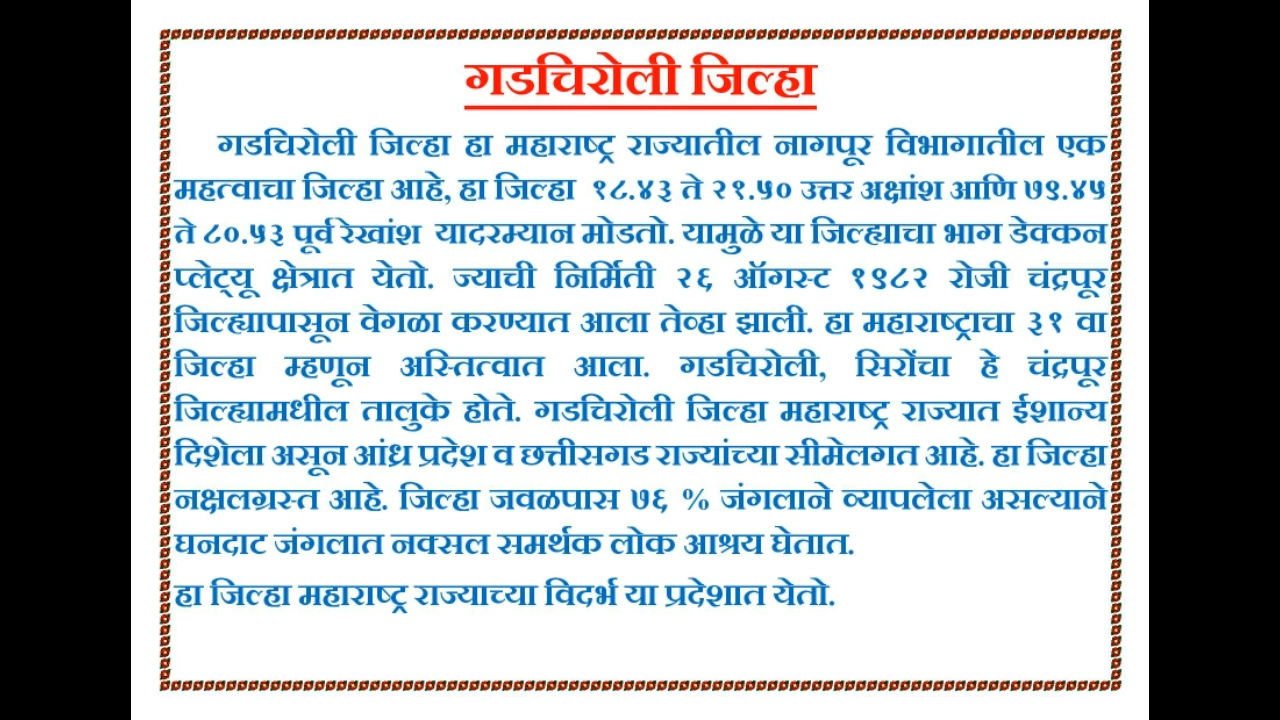 गडचिरोली जिल्हा
गडचिरोली जिल्हा हा महाराष्ट्र राज्यातील नागपूर विभागातील एक
महत्वाचा जिल्हा आहे, हा जिल्हा १८.४३ ते २१.५० उत्तर अक्षांश आणि ७९.४५
ते ८०.५३ पूर्व रेखांश यादरम्यान मोडतो. यामुळे या जिल्ह्याचा भाग डेक्कन
प्लेट्यू क्षेत्रात येतो. ज्याची निर्मिती २६ ऑगस्ट १९८२ रोजी चंद्रपूर
जिल्ह्यापासून वेगळा करण्यात आला तेव्हा झाली. हा महाराष्ट्राचा ३१ वा
जिल्हा म्हणून अस्तित्वात आला. गडचिरोली, सिरोंचा हे चंद्रपूर
जिल्ह्यामधील तालुके होते. गडचिरोली जिल्हा महाराष्ट्र राज्यात ईशान्य
दिशेला असून आंध्र प्रदेश व छत्तीसगड राज्यांच्या सीमेलगत आहे. हा जिल्हा
नक्षलग्रस्त आहे. जिल्हा जवळपास ७६ % जंगलाने व्यापलेला असल्याने
घनदाट जंगलात नक्सल समर्थक लोक आश्रय घेतात.
हा जिल्हा महाराष्ट्र राज्याच्या विदर्भ या प्रदेशात येतो.